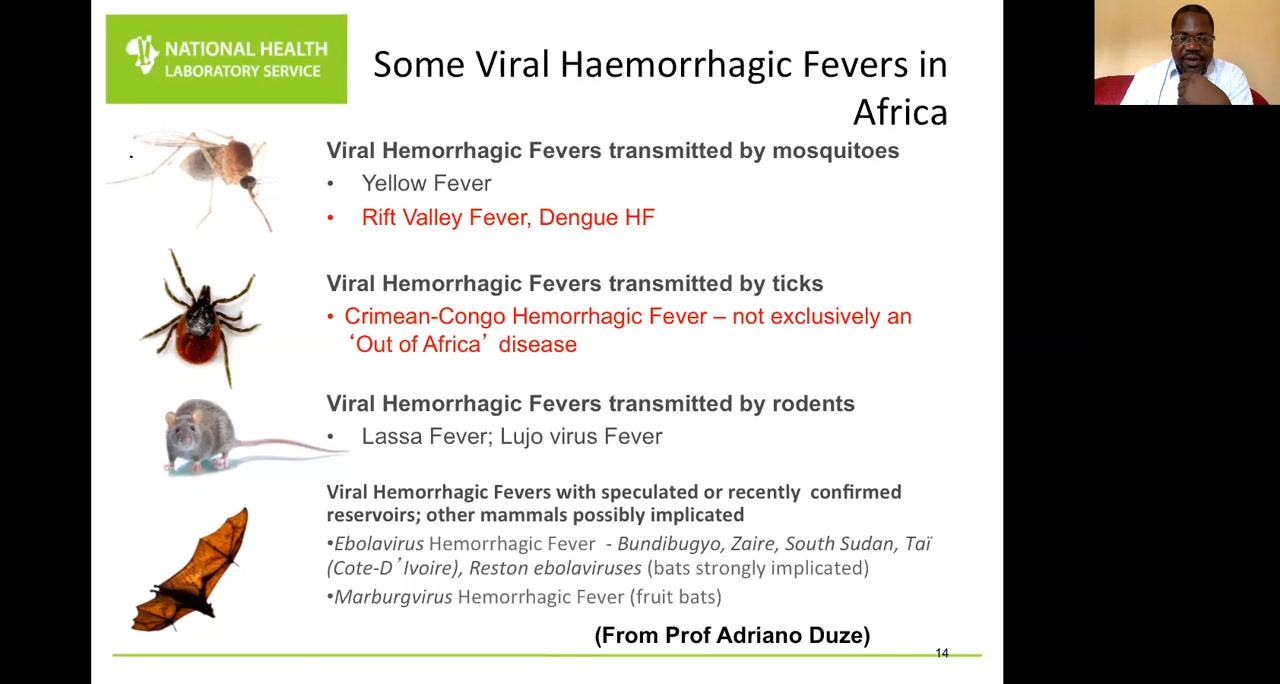 NATIONAL HEALTH
LABORATORY SERVICE
Some Viral Haemorrhagic Fevers in
Africa
Viral Hemorrhagic Fevers transmitted by mosquitoes
• Yellow Fever
• Rift Valley Fever, Dengue HF
Viral Hemorrhagic Fevers transmitted by ticks
• Crimean-Congo Hemorrhagic Fever – not exclusively an
‘Out of Africa’ disease
Viral Hemorrhagic Fevers transmitted by rodents
• Lassa Fever; Lujo virus Fever
Viral Hemorrhagic Fevers with speculated or recently confirmed
reservoirs; other mammals possibly implicated
•Ebolavirus Hemorrhagic Fever - Bundibugyo, Zaire, South Sudan, Taï
(Cote-D’Ivoire), Reston ebolaviruses (bats strongly implicated)
•Marburgvirus Hemorrhagic Fever (fruit bats)
(From Prof Adriano Duze)
14